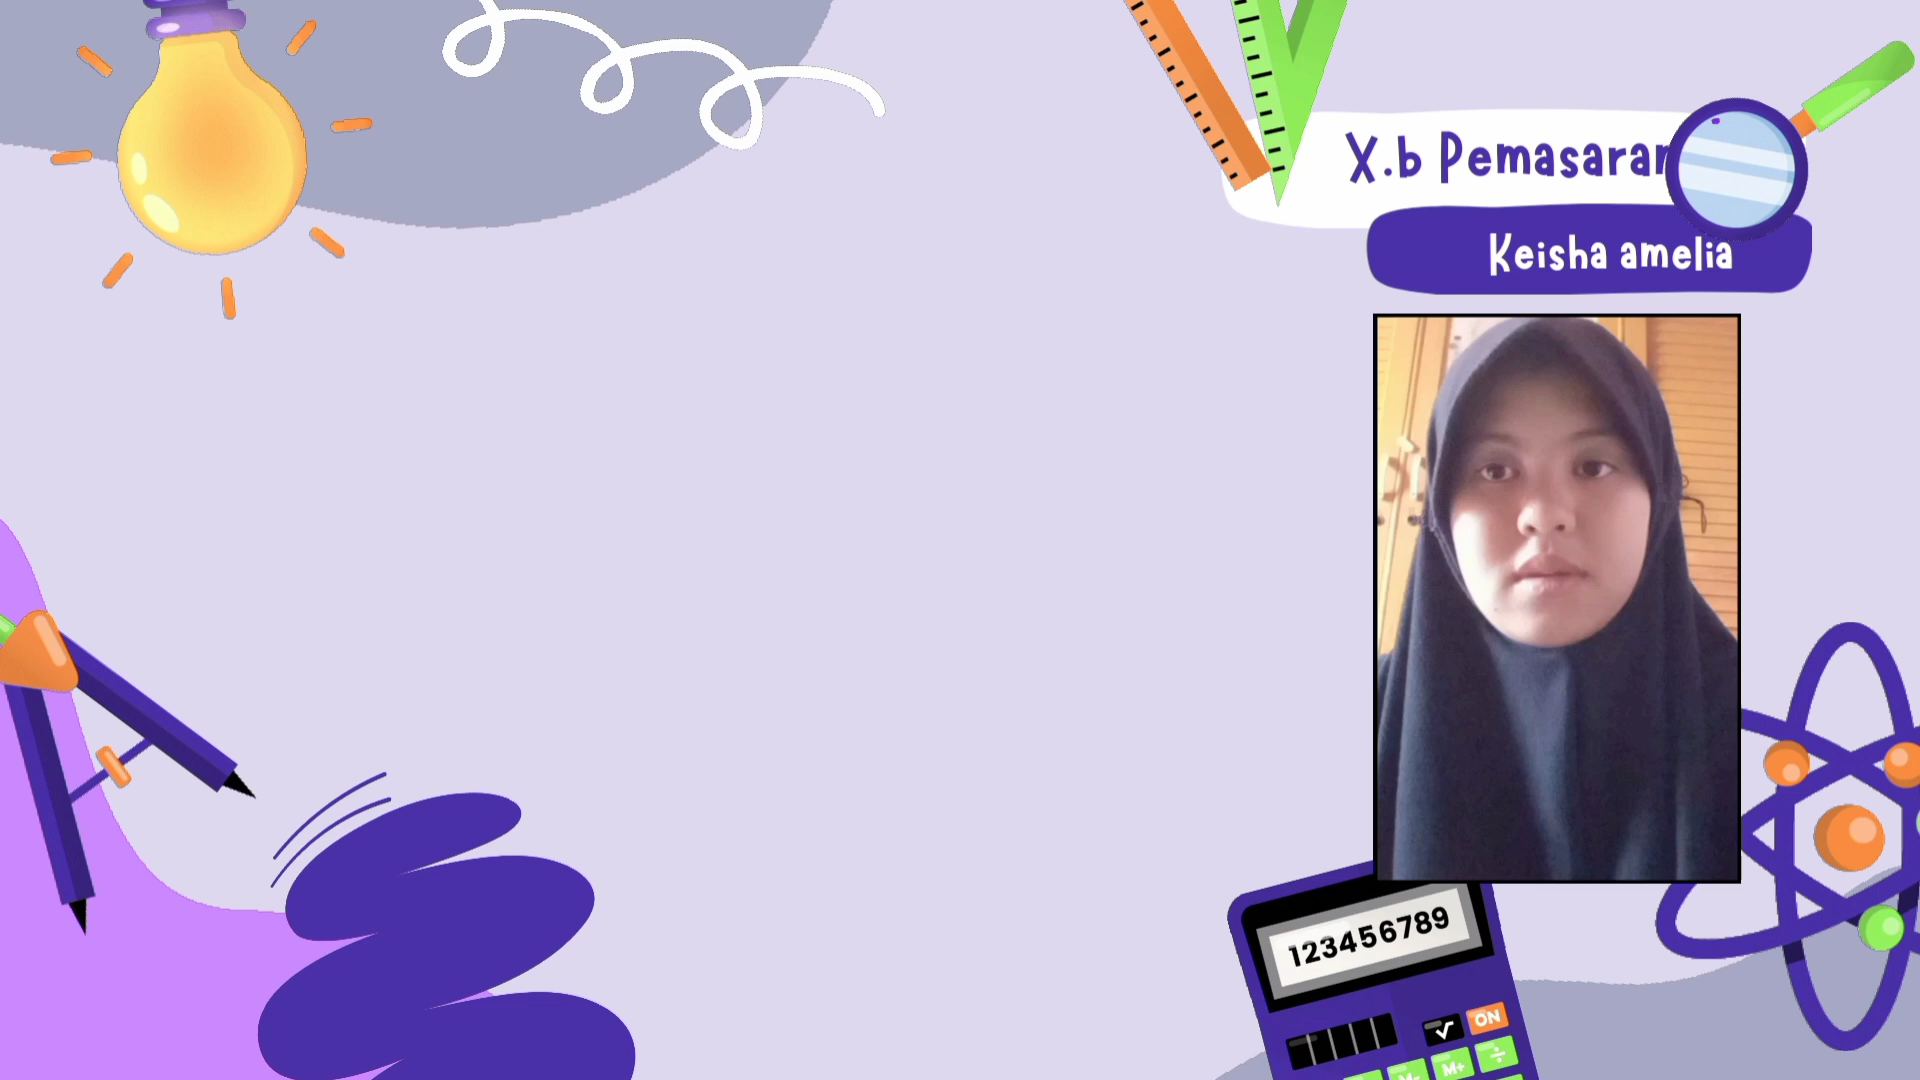 X.b Pemasaran
Keisha amelia
123456789
√ ON
M- M+ ÷